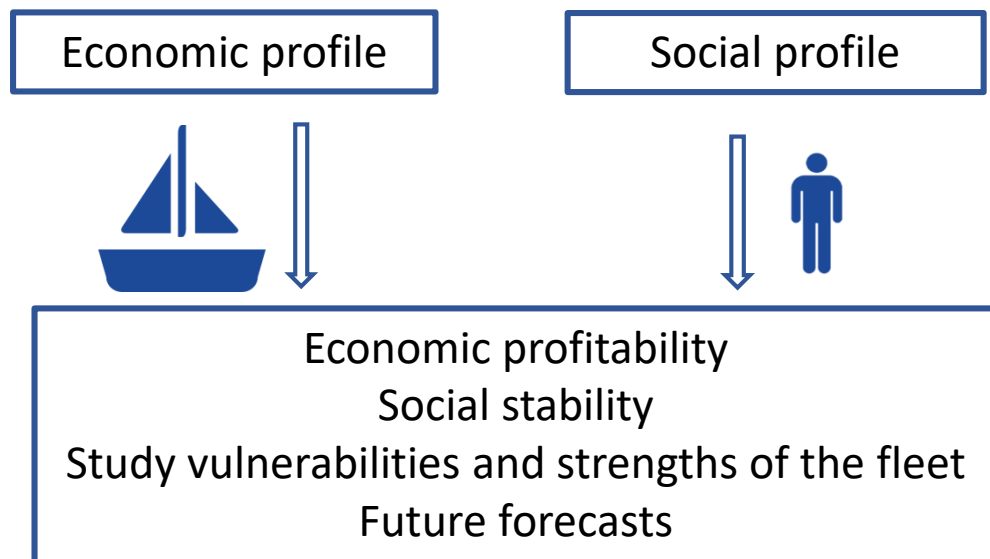 Economic profile
Social profile
Economic profitability
Social stability
Study vulnerabilities and strengths of the fleet
Future forecasts